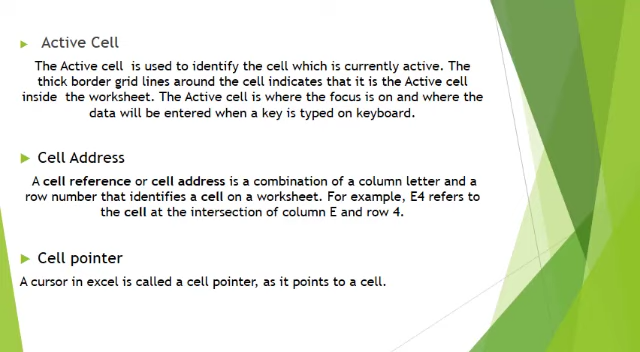 Active Cell
The Active cell is used to identify the cell which is currently active. The
thick border grid lines around the cell indicates that it is the Active cell
inside the worksheet. The Active cell is where the focus is on and where the
data will be entered when a key is typed on keyboard.
Cell Address
A cell reference or cell address is a combination of a column letter and a
row number that identifies a cell on a worksheet. For example, E4 refers to
the cell at the intersection of column E and row 4.
Cell pointer
A cursor in excel is called a cell pointer, as it points to a cell.